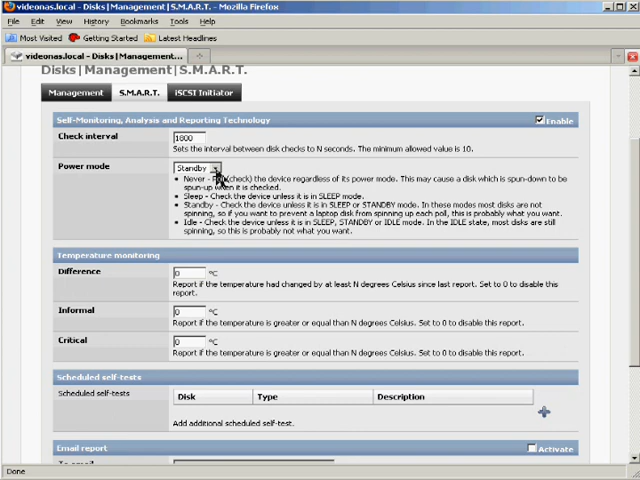 videonas.local - Disks|Management|S.M.A.R.T. - Mozilla Firefox
File Edit View History Bookmarks Tools Help
Most Visited Getting Started Latest Headlines
videonas.local - Disks|Management...
Disks|Management|S.M.A.R.T.
Management S.M.A.R.T. iSCSI Initiator
Self-Monitoring, Analysis and Reporting Technology Enable
Check interval 1800
Sets the interval between disk checks to N seconds. The minimum allowed value is 10.
Power mode Standby
Never - (check) the device regardless of its power mode. This may cause a disk which is spun-down to be
spun-up when it is checked.
Sleep - Check the device unless it is in SLEEP mode.
Standby - Check the device unless it is in SLEEP or STANDBY mode. In these modes most disks are not
spinning, so if you want to prevent a laptop disk from spinning up each poll, this is probably what you want.
Idle - Check the device unless it is in SLEEP, STANDBY or IDLE mode. In the IDLE state, most disks are still
spinning, so this is probably not what you want.
Temperature monitoring
Difference 0 °C
Report if the temperature had changed by at least N degrees Celsius since last report. Set to 0 to disable this
report.
Informal 0 °C
Report if the temperature is greater or equal than N degrees Celsius. Set to 0 to disable this report.
Critical 0 °C
Report if the temperature is greater or equal than N degrees Celsius. Set to 0 to disable this report.
Scheduled self-tests
Scheduled self-tests Disk Type Description
Add additional scheduled self-test.
Email report Activate
To email
Done